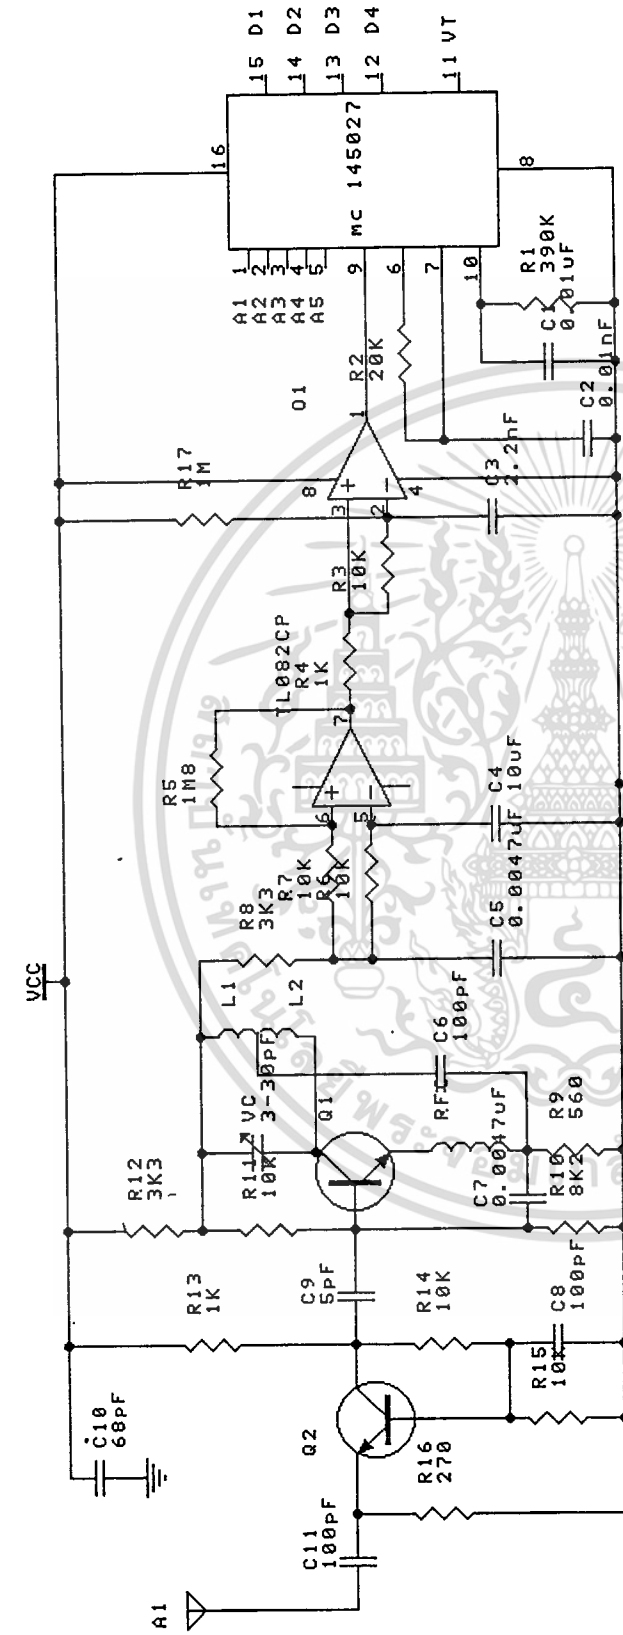 VCC
A1
C11
100pF
C10
68pF
Q2
R16
270
R13
1K
R14
10K
R15
10K
C8
100pF
C9
5pF
R12
3K3
R11
10K
VC
3-30pF
Q1
C7
0.0047uF
R10
8K2
R9
560
C6
100pF
L1
L2
R8
3K3
R7
10K
R6
10K
C5
0.0047uF
C4
10uF
R5
1M8
6
5
7
TL082CP
R4
1K
R3
10K
R17
1M
3
2
8
4
1
O1
C3
2.2nF
C2
0.01nF
R2
20K
C1
0.01uF
R1
390K
A1
A2
A3
A4
A5
1
2
3
4
5
9
6
7
10
MC 145027
16
8
15 D1
14 D2
13 D3
12 D4
11 VT